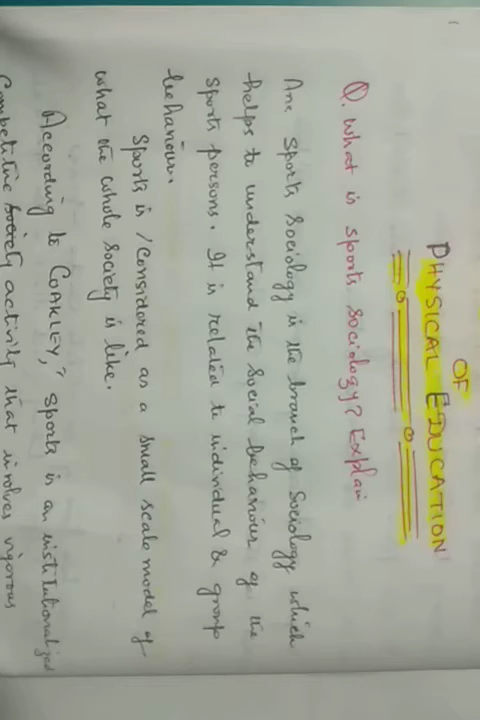 OF
PHYSICAL EDUCATION
Q. What is sports sociology? Explain
Ans. Sports Sociology is the branch of Sociology which
helps to understand the social behaviour of the
sports persons. It is related to individual & group
behaviour.
Sports is / considered as a small scale model of
what the whole society is like.
According to COAKLEY, "Sports is an institutionalized
competitive society activity that involves vigorous